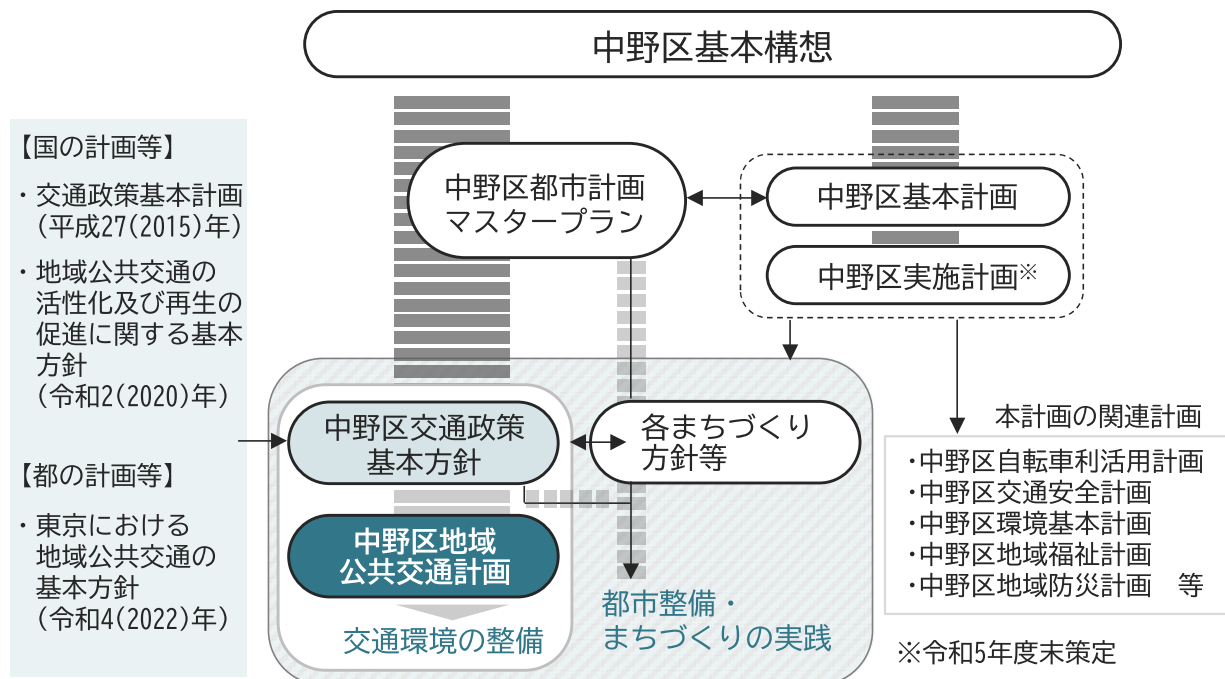 中野区基本構想
【国の計画等】
・交通政策基本計画
（平成27（2015）年）
・地域公共交通の
活性化及び再生の
促進に関する基本
方針
（令和2（2020）年）
【都の計画等】
・東京における
地域公共交通の
基本方針
（令和4（2022）年）
中野区都市計画
マスタープラン
中野区基本計画
中野区実施計画※
中野区交通政策
基本方針
各まちづくり
方針等
中野区地域
公共交通計画
交通環境の整備
都市整備・
まちづくりの実践
本計画の関連計画
・中野区自転車利活用計画
・中野区交通安全計画
・中野区環境基本計画
・中野区地域福祉計画
・中野区地域防災計画　等
※令和5年度末策定